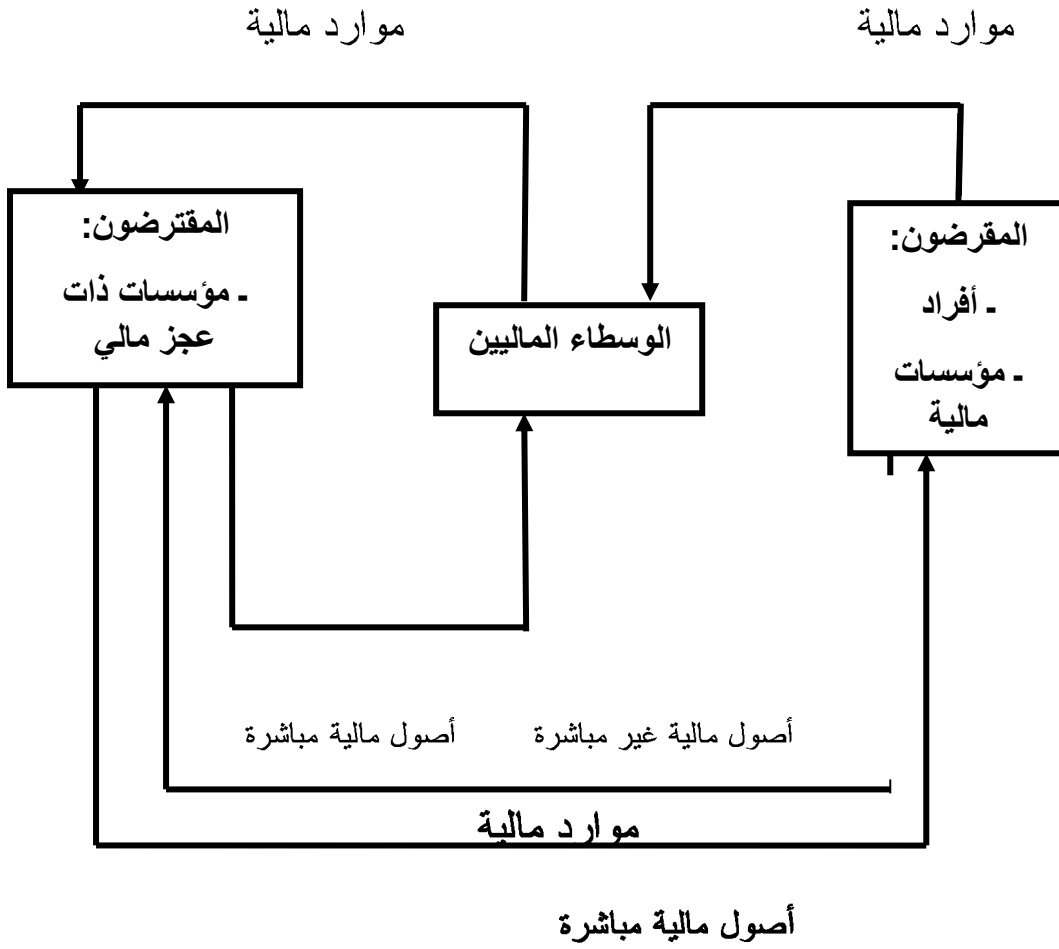 موارد مالية
موارد مالية
المقرضون:
ـ أفراد
ـ مؤسسات
مالية
الوسطاء الماليين
المقترضون:
ـ مؤسسات ذات
عجز مالي
أصول مالية غير مباشرة
أصول مالية مباشرة
موارد مالية
أصول مالية مباشرة